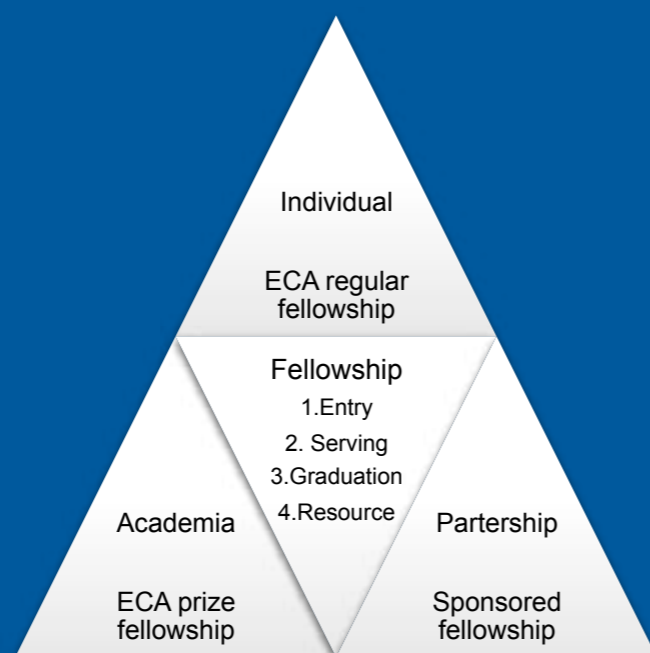 Individual
ECA regular
fellowship
Fellowship
1.Entry
2. Serving
3.Graduation
4.Resource
Academia
ECA prize
fellowship
Partership
Sponsored
fellowship